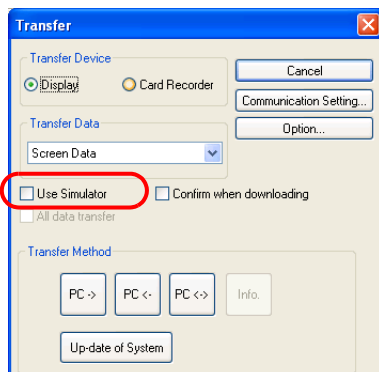 Transfer
Transfer Device
Display
Card Recorder
Cancel
Communication Setting...
Option...
Transfer Data
Screen Data
Use Simulator
Confirm when downloading
All data transfer
Transfer Method
PC ->
PC <-
PC <->
Info.
Up-date of System